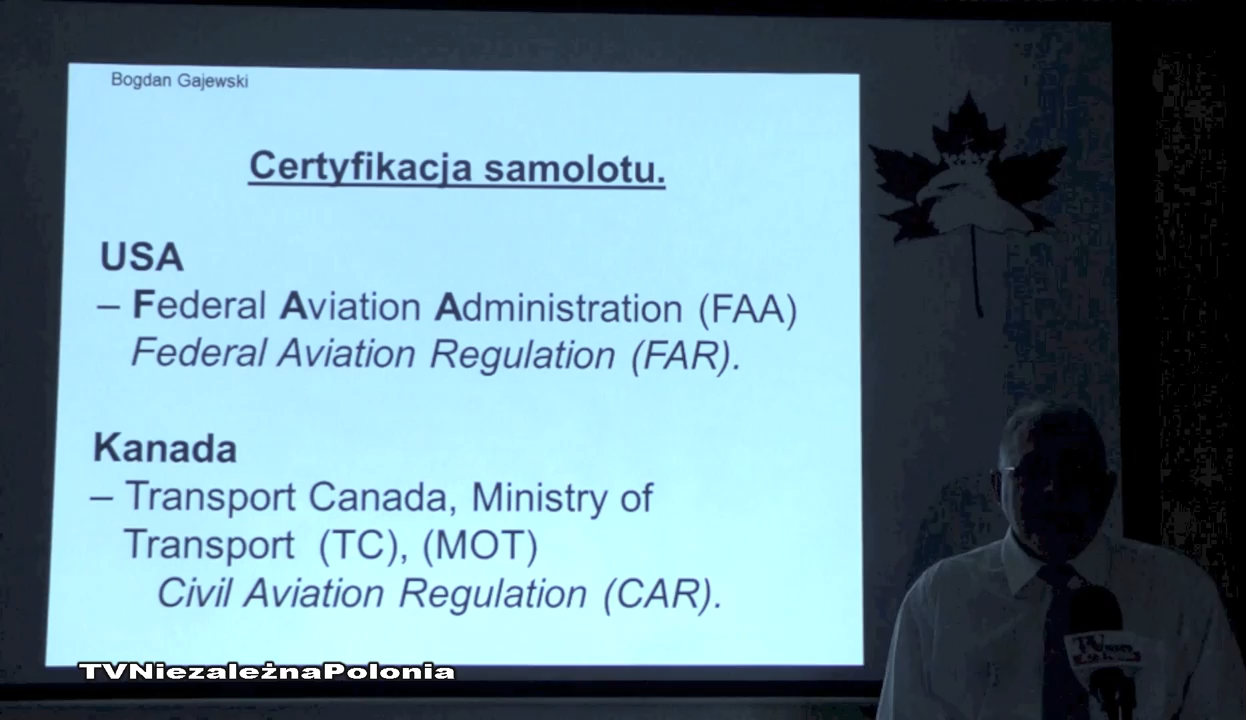 Bogdan Gajewski
Certyfikacja samolotu.
USA
– Federal Aviation Administration (FAA)
Federal Aviation Regulation (FAR).
Kanada
– Transport Canada, Ministry of
Transport (TC), (MOT)
Civil Aviation Regulation (CAR).
TVNiezależnaPolonia
TV